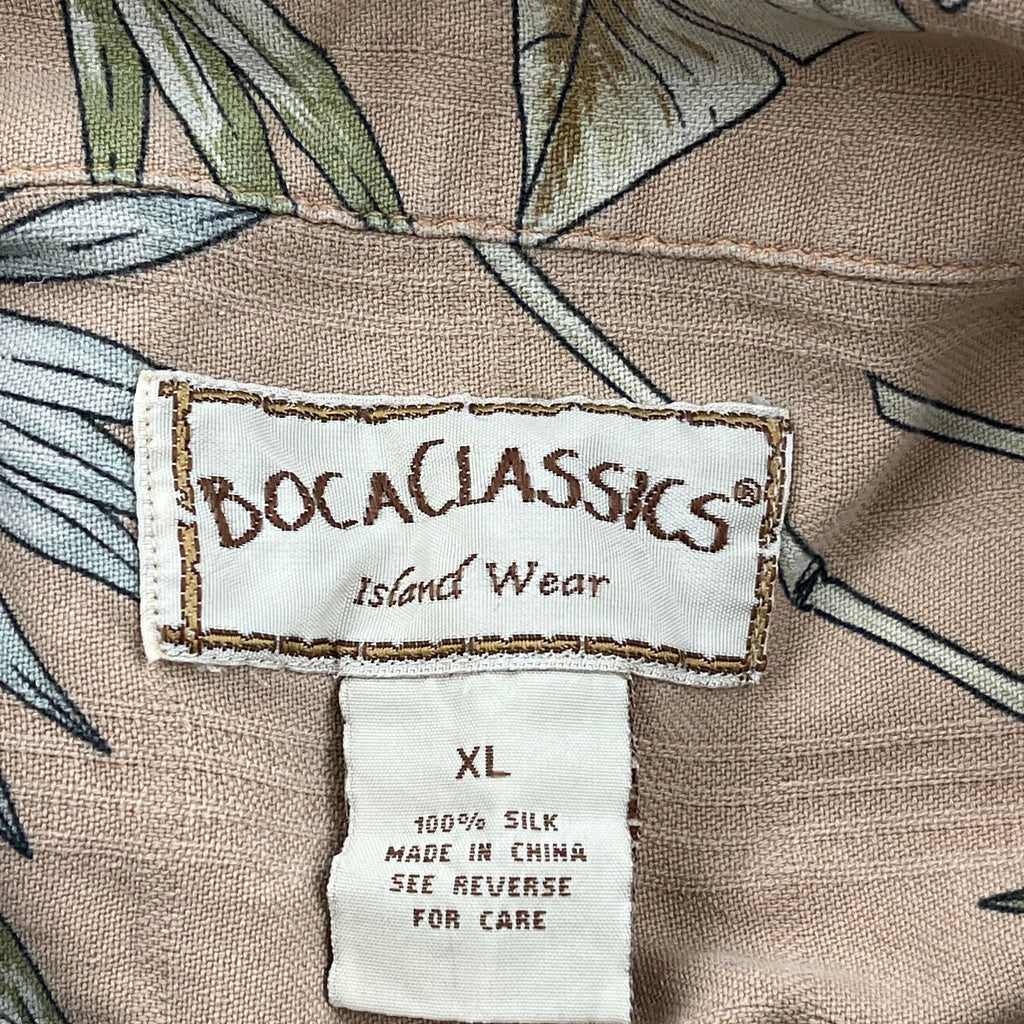 BOCACLASSICS®
Island Wear
XL
100% SILK
MADE IN CHINA
SEE REVERSE
FOR CARE